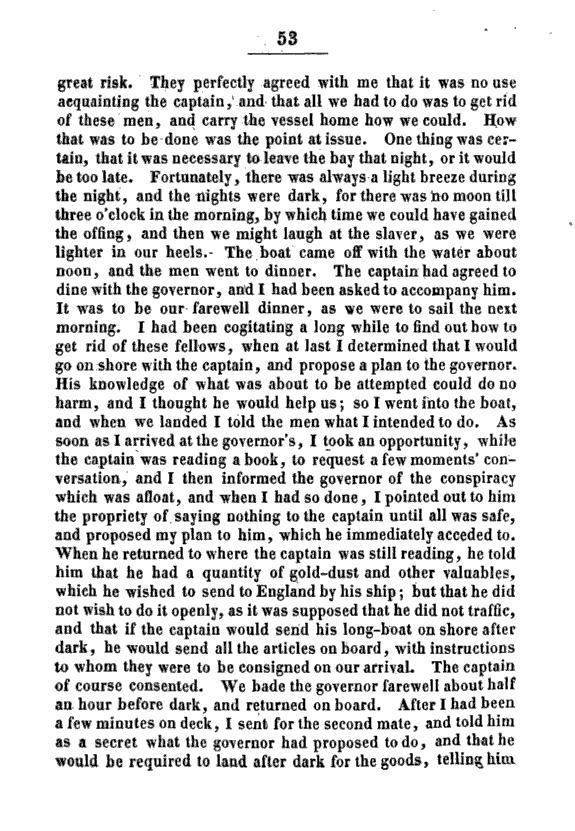 53
great risk. They perfectly agreed with me that it was no use
acquainting the captain, and that all we had to do was to get rid
of these men, and carry the vessel home how we could. How
that was to be done was the point at issue. One thing was cer-
tain, that it was necessary to leave the bay that night, or it would
be too late. Fortunately, there was always a light breeze during
the night, and the nights were dark, for there was no moon till
three o'clock in the morning, by which time we could have gained
the offing, and then we might laugh at the slaver, as we were
lighter in our heels.- The boat came off with the water about
noon, and the men went to dinner. The captain had agreed to
dine with the governor, and I had been asked to accompany him.
It was to be our farewell dinner, as we were to sail the next
morning. I had been cogitating a long while to find out how to
get rid of these fellows, when at last I determined that I would
go on shore with the captain, and propose a plan to the governor.
His knowledge of what was about to be attempted could do no
harm, and I thought he would help us; so I went into the boat,
and when we landed I told the men what I intended to do. As
soon as I arrived at the governor's, I took an opportunity, while
the captain was reading a book, to request a few moments' con-
versation, and I then informed the governor of the conspiracy
which was afloat, and when I had so done, I pointed out to him
the propriety of saying nothing to the captain until all was safe,
and proposed my plan to him, which he immediately acceded to.
When he returned to where the captain was still reading, he told
him that he had a quantity of gold-dust and other valuables,
which he wished to send to England by his ship; but that he did
not wish to do it openly, as it was supposed that he did not traffic,
and that if the captain would send his long-boat on shore after
dark, he would send all the articles on board, with instructions
to whom they were to be consigned on our arrival. The captain
of course consented. We bade the governor farewell about half
an hour before dark, and returned on board. After I had been
a few minutes on deck, I sent for the second mate, and told him
as a secret what the governor had proposed to do, and that he
would be required to land after dark for the goods, telling him